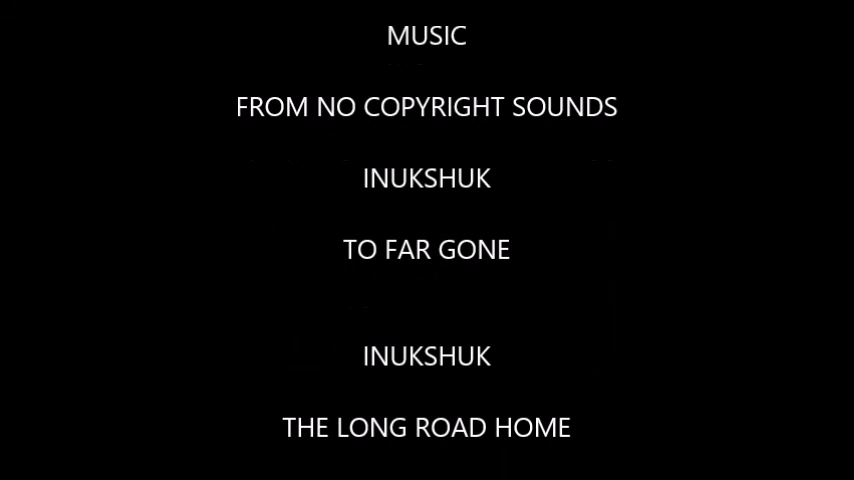 MUSIC
FROM NO COPYRIGHT SOUNDS
INUKSHUK
TO FAR GONE
INUKSHUK
THE LONG ROAD HOME